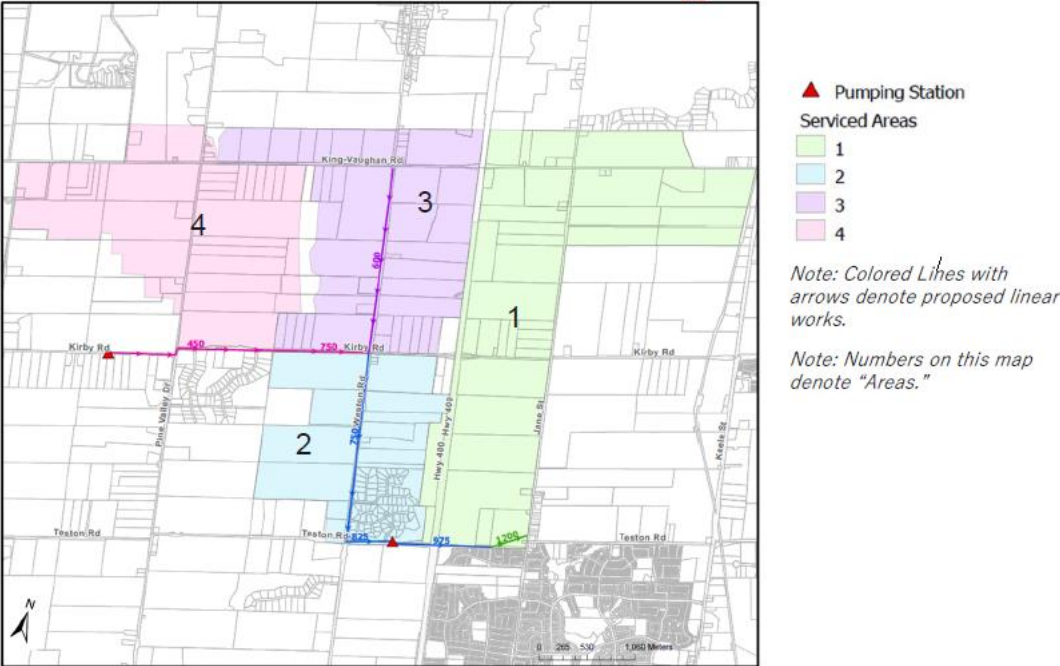 King-Vaughan Rd
3
4
600
1
Kirby Rd
450
750
Kirby Rd
Kirby Rd
Pine Valley Dr
Weston Rd
750
2
Hwy 400
Hwy 400
Jane St
Keele St
Teston Rd
Teston Rd
825
975
1200
Teston Rd
N
0 265 530 1,060 Meters
Pumping Station
Serviced Areas
1
2
3
4
Note: Colored Lines with
arrows denote proposed linear
works.
Note: Numbers on this map
denote “Areas.”